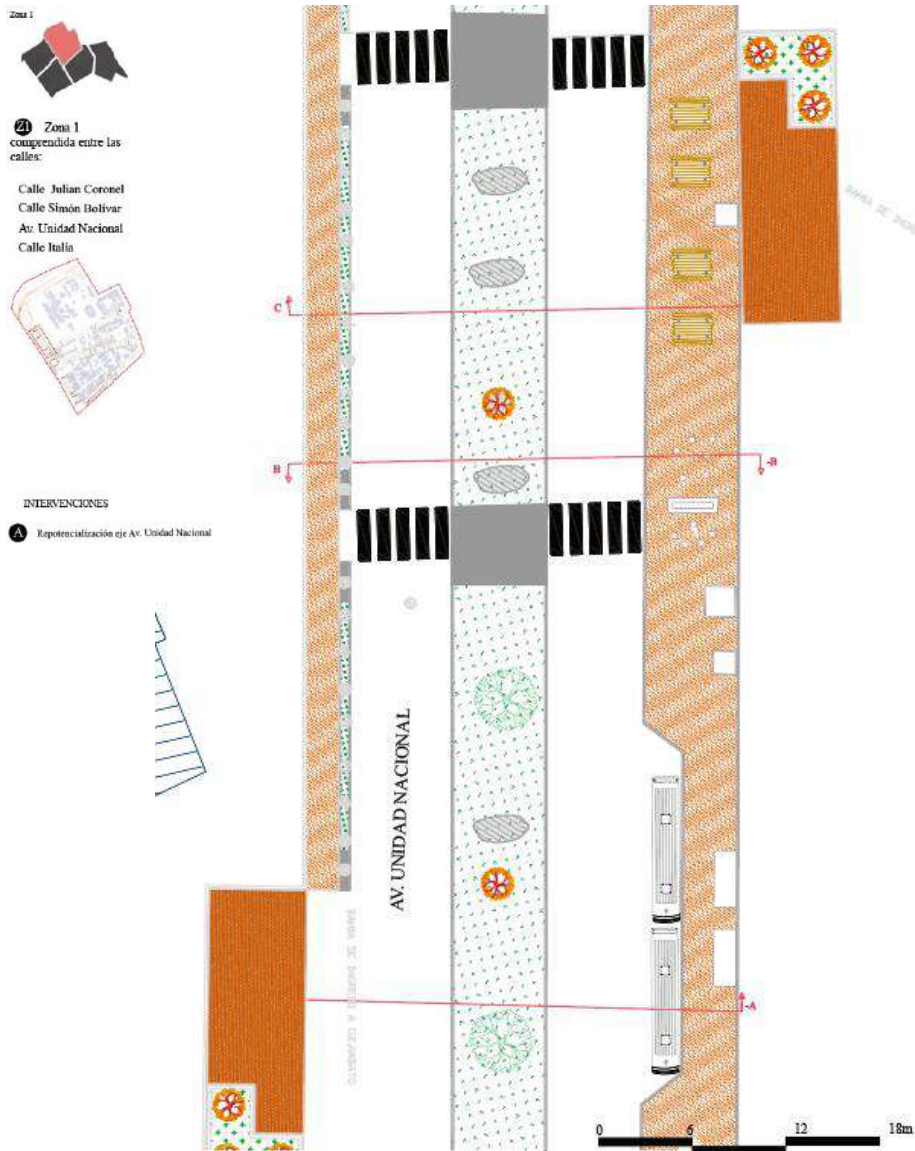 Zona 1
Z1 Zona 1
comprendida entre las
calles:
Calle Julian Coronel
Calle Simón Bolívar
Av. Unidad Nacional
Calle Italia
INTERVENCIONES
A Repotencialización eje Av. Unidad Nacional
C
B
-B
AV. UNIDAD NACIONAL
-A
0 6 12 18m